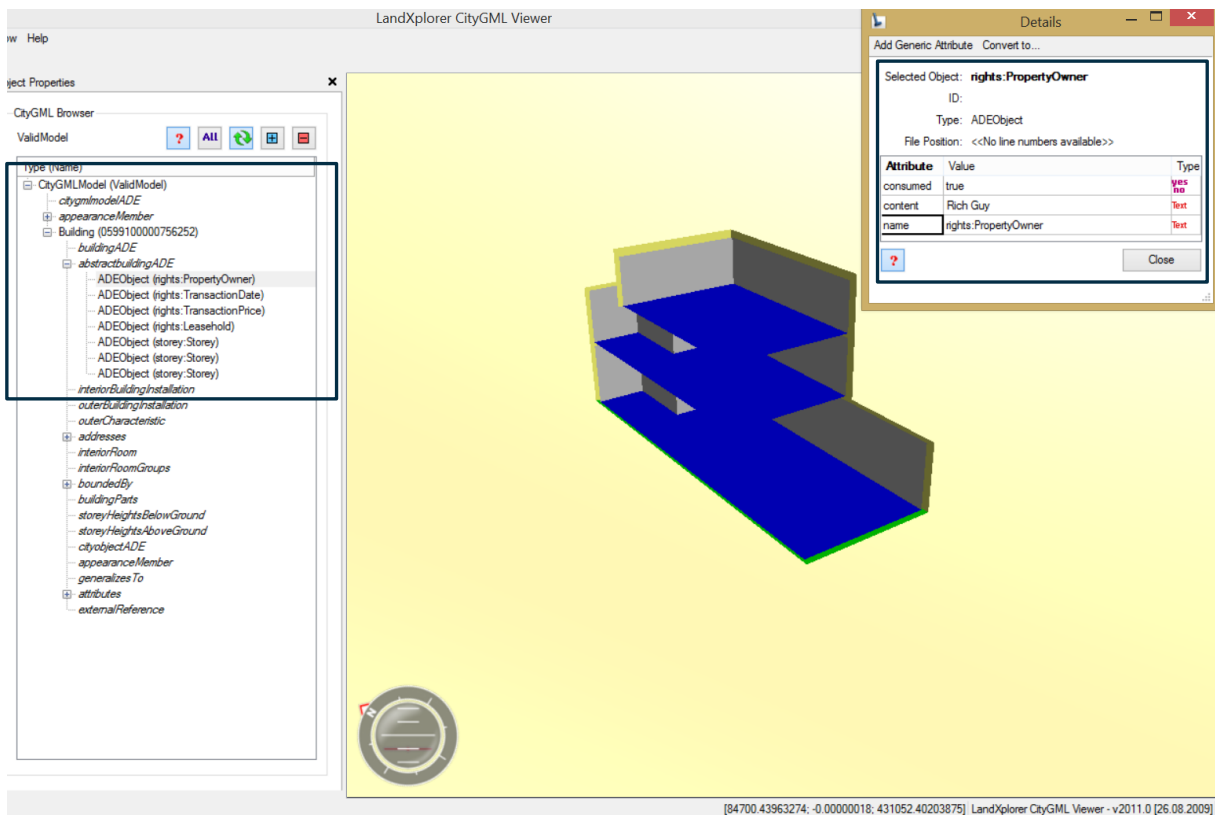 LandXplorer CityGML Viewer
ow Help
ject Properties
CityGML Browser
ValidModel
? All
Type (Name)
CityGMLModel (ValidModel)
citygmlmodelADE
appearanceMember
Building (0599100000756252)
buildingADE
abstractbuildingADE
ADEObject (rights:PropertyOwner)
ADEObject (rights:TransactionDate)
ADEObject (rights:TransactionPrice)
ADEObject (rights:Leasehold)
ADEObject (storey:Storey)
ADEObject (storey:Storey)
ADEObject (storey:Storey)
interiorBuildingInstallation
outerBuildingInstallation
outerCharacteristic
addresses
interiorRoom
interiorRoomGroups
boundedBy
buildingParts
storeyHeightsBelowGround
storeyHeightsAboveGround
cityobjectADE
appearanceMember
generalizesTo
attributes
externalReference
N
Details
Add Generic Attribute Convert to...
Selected Object: rights:PropertyOwner
ID:
Type: ADEObject
File Position: <<No line numbers available>>
Attribute Value Type
consumed true yes no
content Rich Guy Text
name rights:PropertyOwner Text
? Close
[84700.43963274; -0.00000018; 431052.40203875] LandXplorer CityGML Viewer - v2011.0 [26.08.2009]